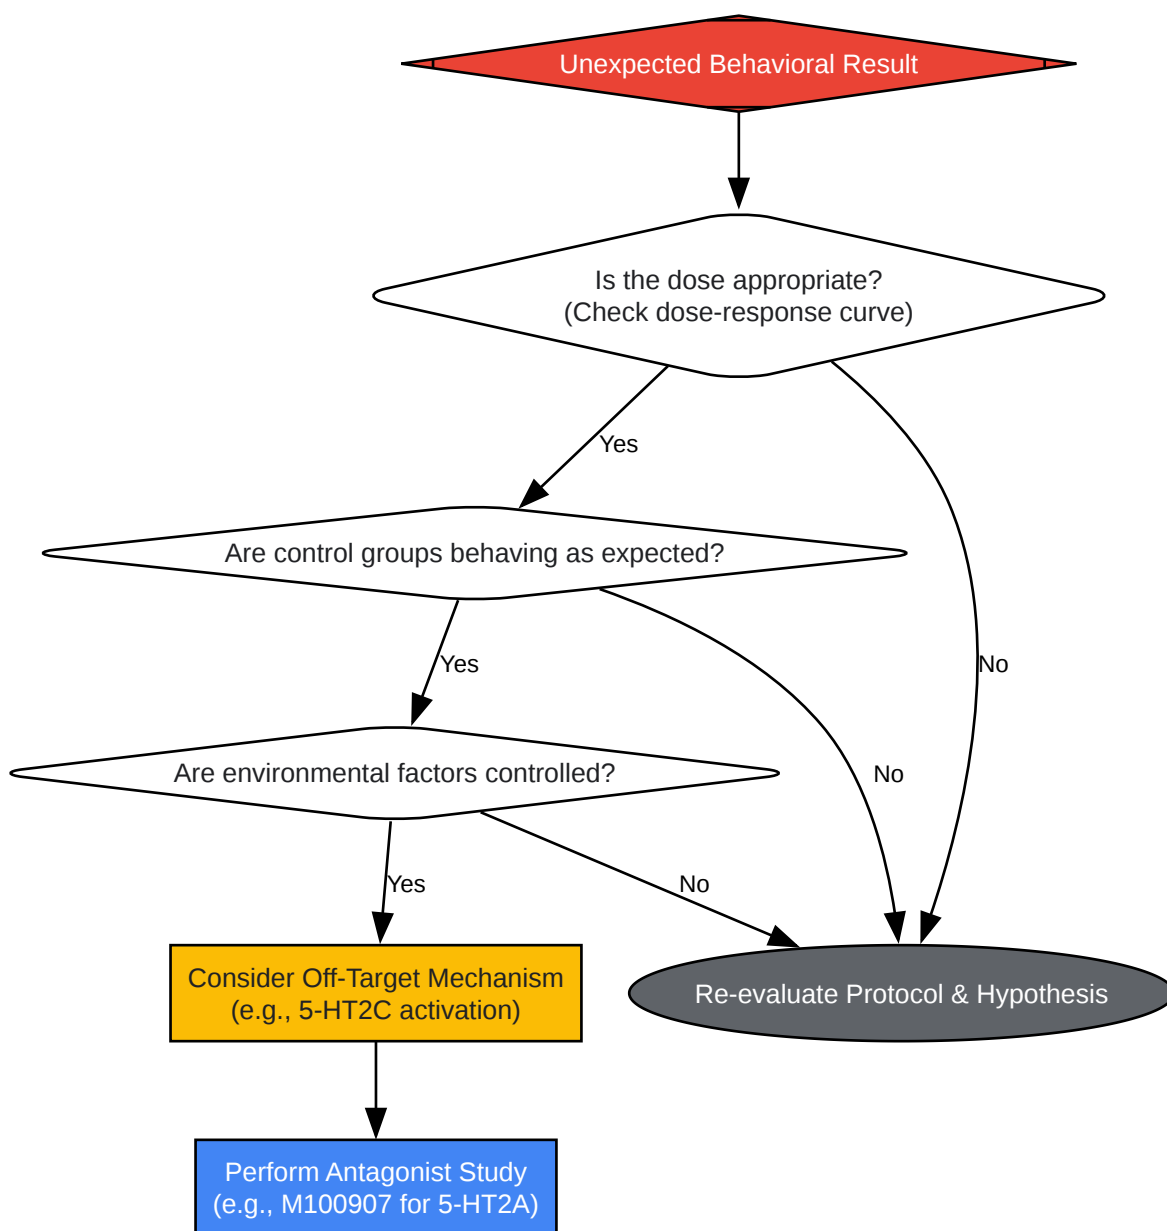 Unexpected Behavioral Result
Is the dose appropriate?
(Check dose-response curve)
Yes
Are control groups behaving as expected?
No
Yes
Are environmental factors controlled?
No
Yes
No
Consider Off-Target Mechanism
(e.g., 5-HT2C activation)
Re-evaluate Protocol & Hypothesis
Perform Antagonist Study
(e.g., M100907 for 5-HT2A)